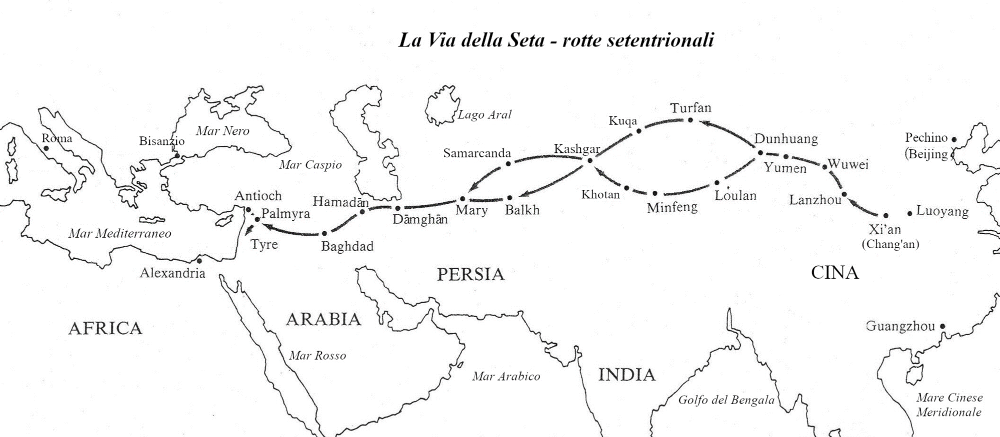 La Via della Seta - rotte setentrionali
Turfan
Kuqa
Lago Aral
Mar Nero
Roma
Bisanzio
Dunhuang
Pechino
(Beijing)
Samarcanda
Kashgar
Mar Caspio
Yumen
Wuwei
Antioch
Hamadān
Khotan
Loulan
Lanzhou
Palmyra
Dāmghān
Mary
Balkh
Minfeng
Luoyang
Mar Mediterraneo
Xi'an
(Chang'an)
Tyre
Baghdad
Alexandria
PERSIA
CINA
AFRICA
ARABIA
Guangzhou
Mar Rosso
Mar Arabico
INDIA
Golfo del Bengala
Mare Cinese
Meridionale